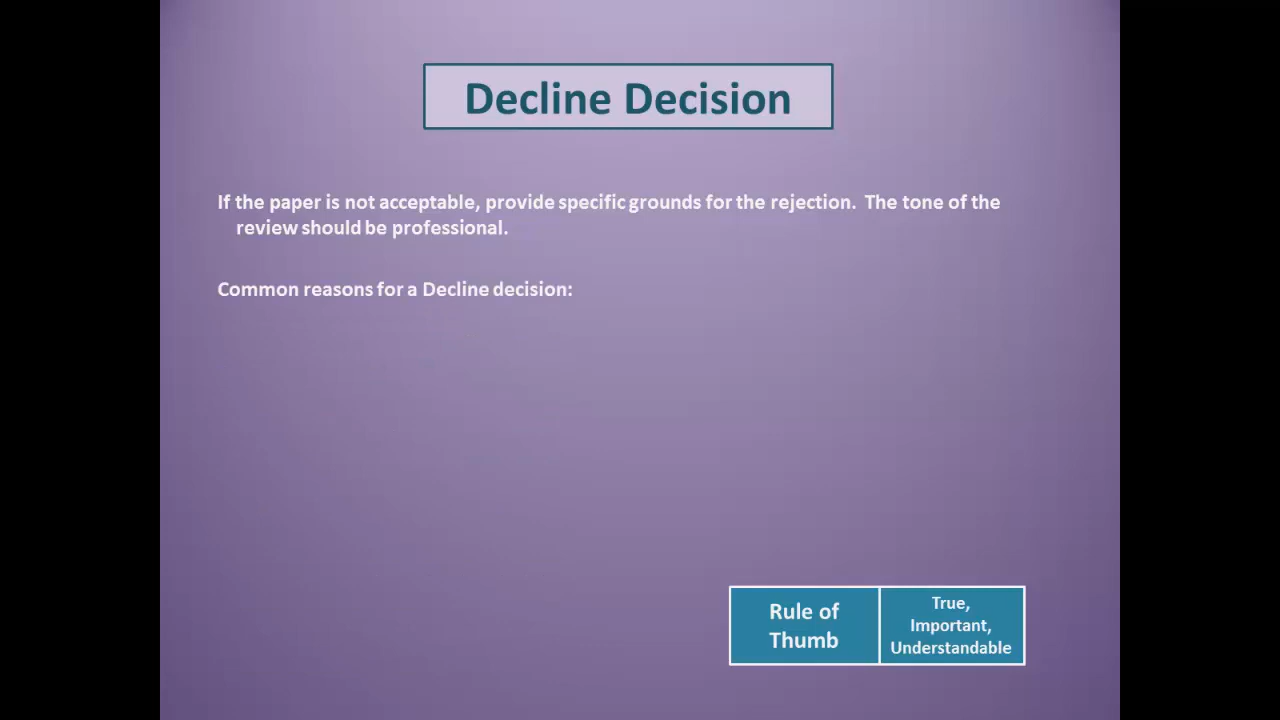 Decline Decision
If the paper is not acceptable, provide specific grounds for the rejection. The tone of the
review should be professional.
Common reasons for a Decline decision:
Rule of
Thumb
True,
Important,
Understandable